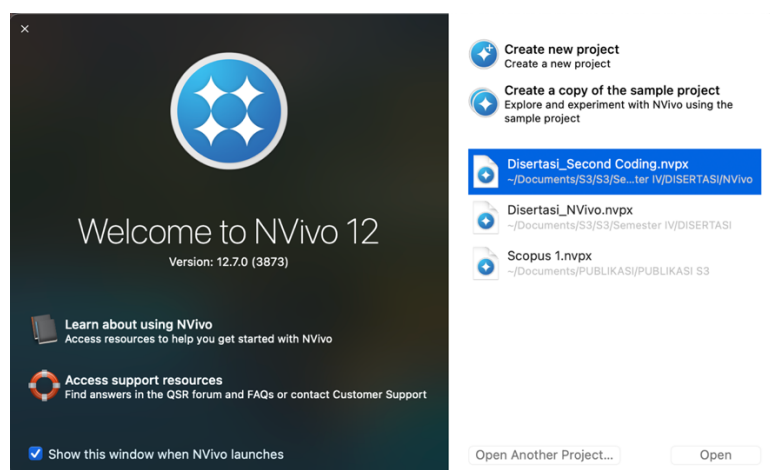 Welcome to NVivo 12
Version: 12.7.0 (3873)
Learn about using NVivo
Access resources to help you get started with NVivo
Access support resources
Find answers in the QSR forum and FAQs or contact Customer Support
Show this window when NVivo launches
Create new project
Create a new project
Create a copy of the sample project
Explore and experiment with NVivo using the
sample project
Disertasi_Second Coding.nvpx
~/Documents/S3/S3/Se...ter IV/DISERTASI/NVivo
Disertasi_NVivo.nvpx
~/Documents/S3/S3/Semester IV/DISERTASI
Scopus 1.nvpx
~/Documents/PUBLIKASI/PUBLIKASI S3
Open Another Project...
Open